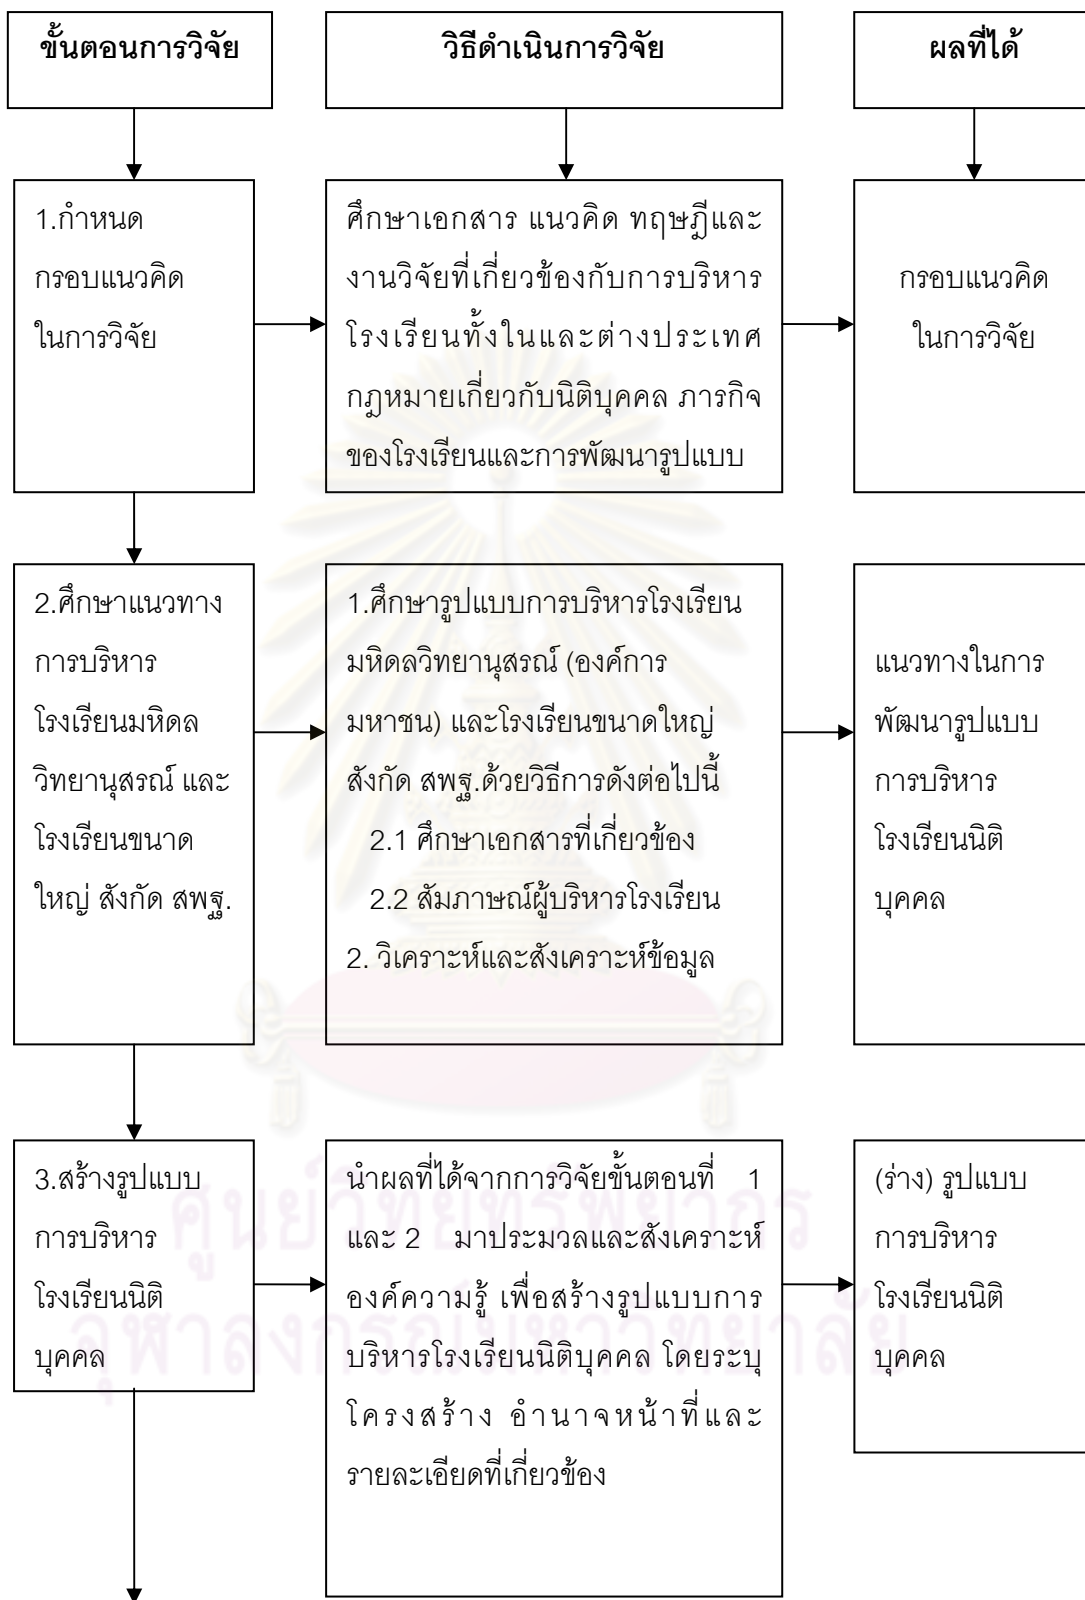 ขั้นตอนการวิจัย
วิธีดำเนินการวิจัย
ผลที่ได้
1.กำหนด
กรอบแนวคิด
ในการวิจัย
ศึกษาเอกสาร แนวคิด ทฤษฎีและ
งานวิจัยที่เกี่ยวข้องกับการบริหาร
โรงเรียนทั้งในและต่างประเทศ
กฎหมายเกี่ยวกับนิติบุคคล ภารกิจ
ของโรงเรียนและการพัฒนารูปแบบ
กรอบแนวคิด
ในการวิจัย
2.ศึกษาแนวทาง
การบริหาร
โรงเรียนมหิดล
วิทยานุสรณ์ และ
โรงเรียนขนาด
ใหญ่ สังกัด สพฐ.
1.ศึกษารูปแบบการบริหารโรงเรียน
มหิดลวิทยานุสรณ์ (องค์การ
มหาชน) และโรงเรียนขนาดใหญ่
สังกัด สพฐ.ด้วยวิธีการดังต่อไปนี้
2.1 ศึกษาเอกสารที่เกี่ยวข้อง
2.2 สัมภาษณ์ผู้บริหารโรงเรียน
2. วิเคราะห์และสังเคราะห์ข้อมูล
แนวทางในการ
พัฒนารูปแบบ
การบริหาร
โรงเรียนนิติ
บุคคล
3.สร้างรูปแบบ
การบริหาร
โรงเรียนนิติ
บุคคล
นำผลที่ได้จากการวิจัยขั้นตอนที่ 1
และ 2 มาประมวลและสังเคราะห์
องค์ความรู้ เพื่อสร้างรูปแบบการ
บริหารโรงเรียนนิติบุคคล โดยระบุ
โครงสร้าง อำนาจหน้าที่และ
รายละเอียดที่เกี่ยวข้อง
(ร่าง) รูปแบบ
การบริหาร
โรงเรียนนิติ
บุคคล
ศูนย์วิทยทรัพยากร
จุฬาลงกรณ์มหาวิทยาลัย